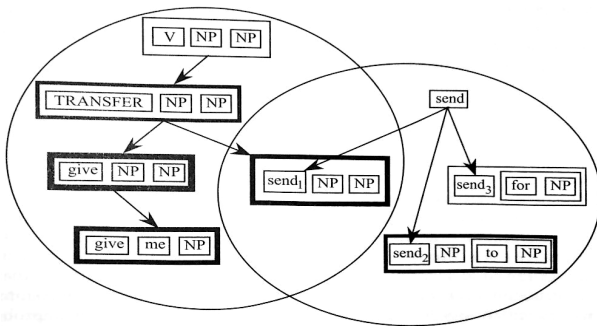 V NP NP
TRANSFER NP NP
send
give NP NP
send₁ NP NP
send₃ for NP
give me NP
send₂ NP to NP